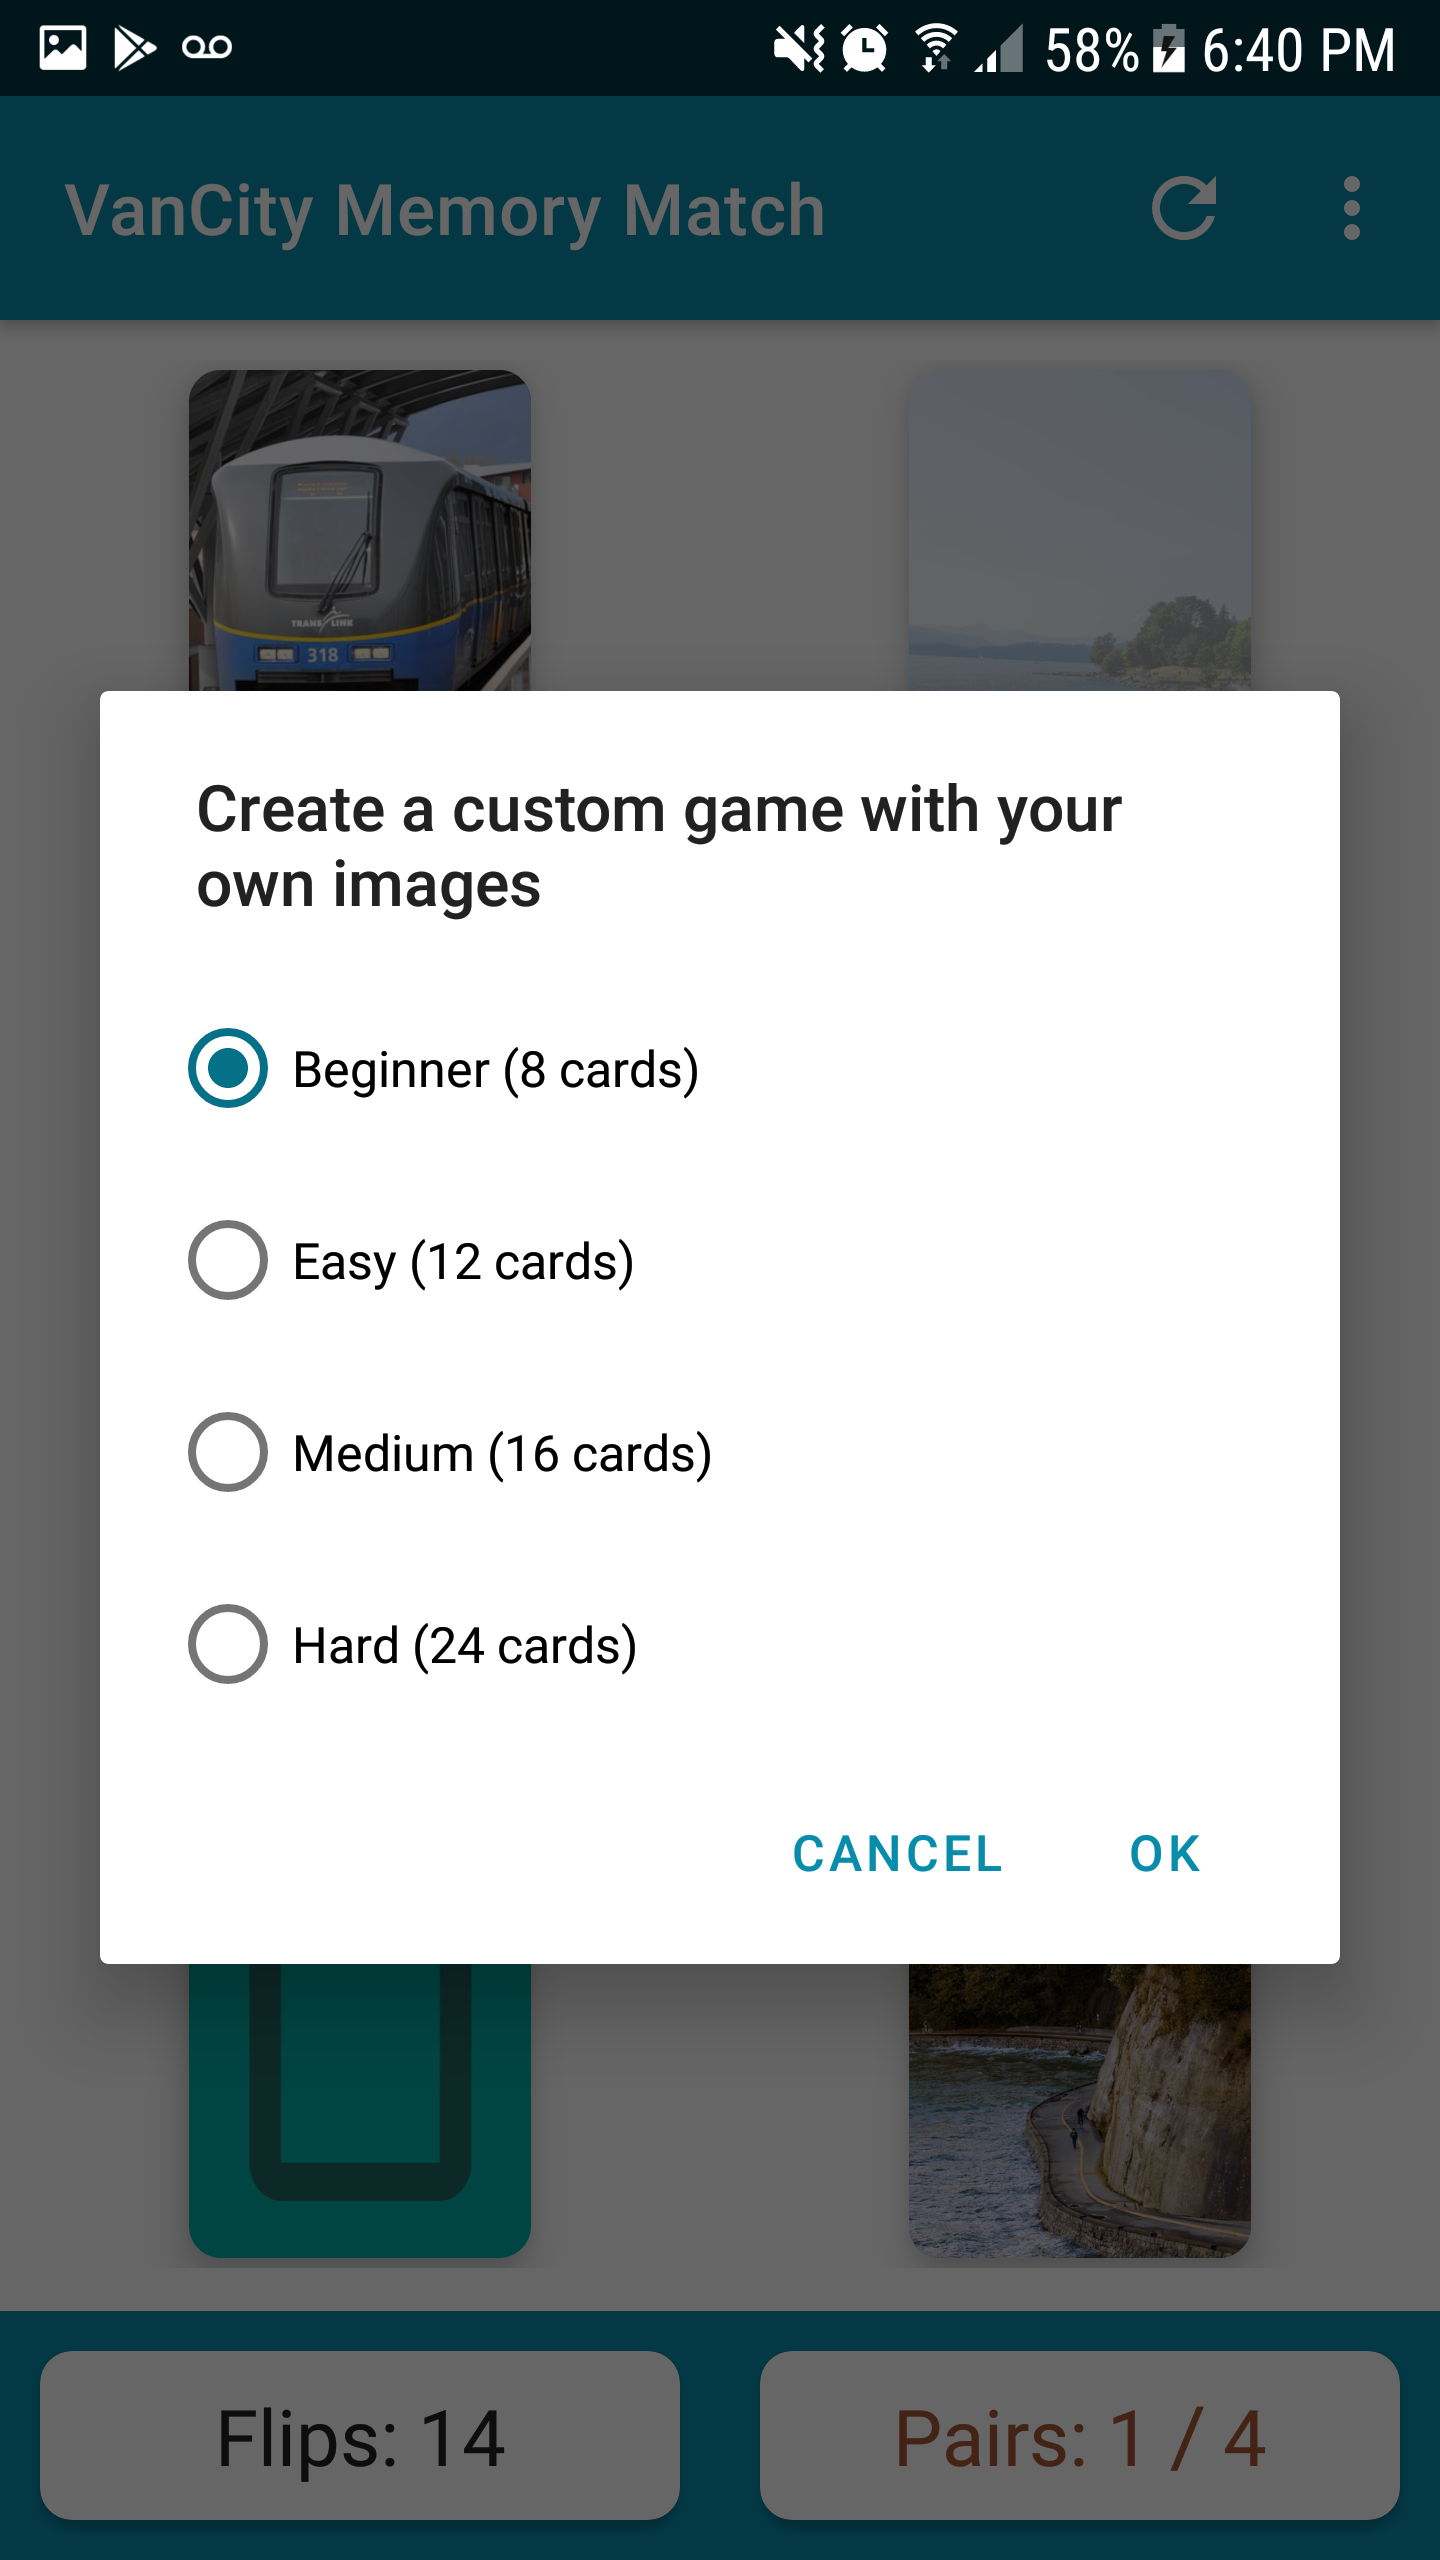 58% 6:40 PM
VanCity Memory Match
TRANS LINK
318
Create a custom game with your
own images
Beginner (8 cards)
Easy (12 cards)
Medium (16 cards)
Hard (24 cards)
CANCEL OK
Flips: 14 Pairs: 1 / 4